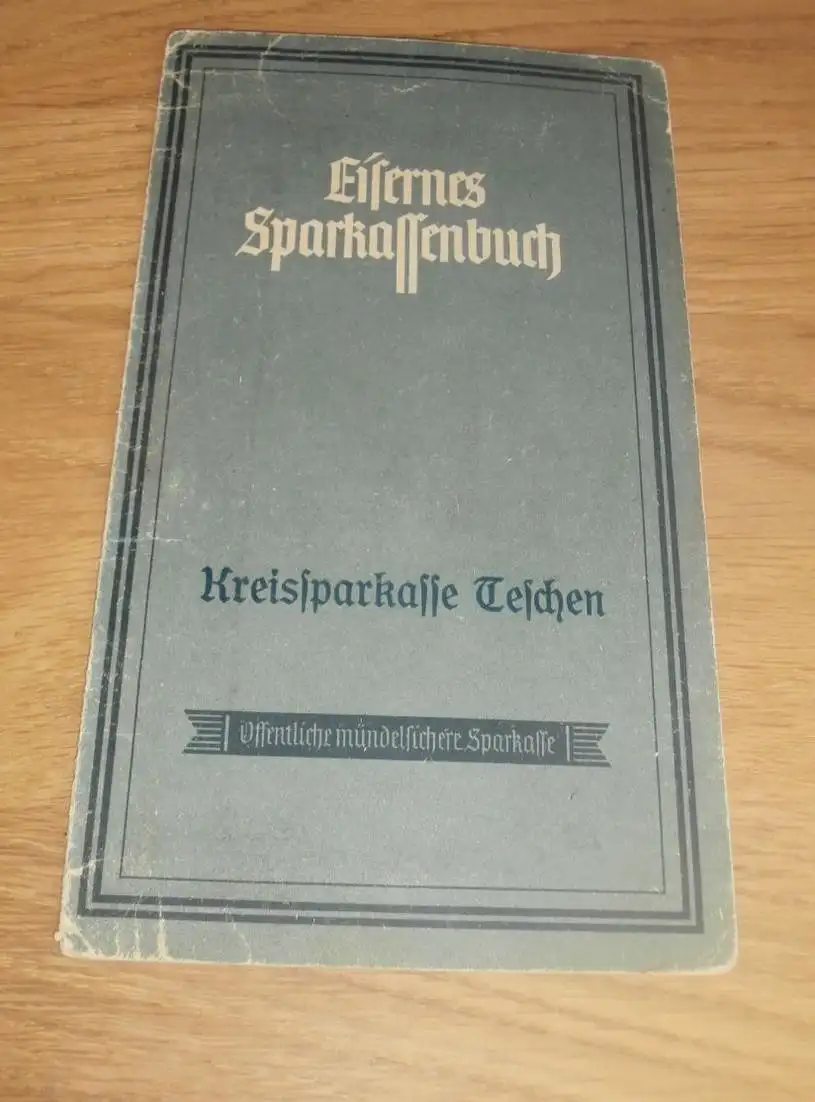 Eiſernes
Sparkaſſenbuch
Kreisſparkaſſe Teſchen
Öffentliche mündelſichere Sparkaſſe